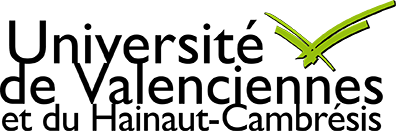 Université
de Valenciennes
et du Hainaut-Cambrésis